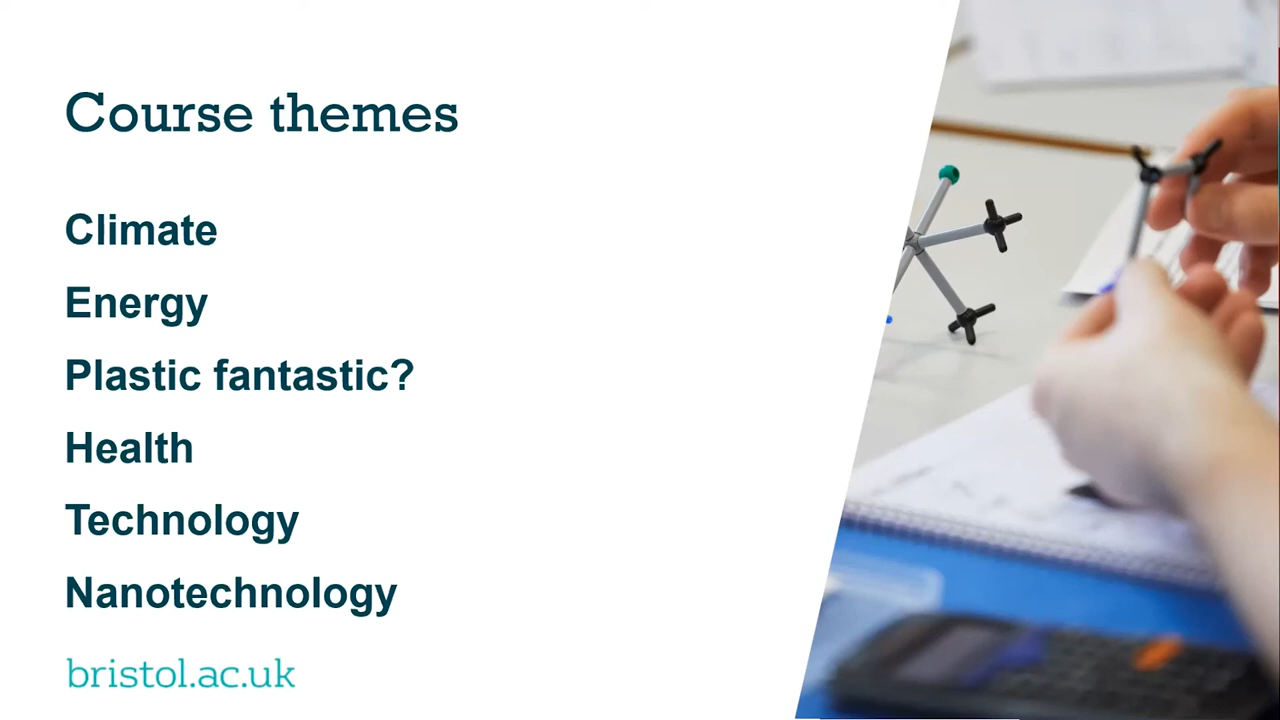 Course themes
Climate
Energy
Plastic fantastic?
Health
Technology
Nanotechnology
bristol.ac.uk